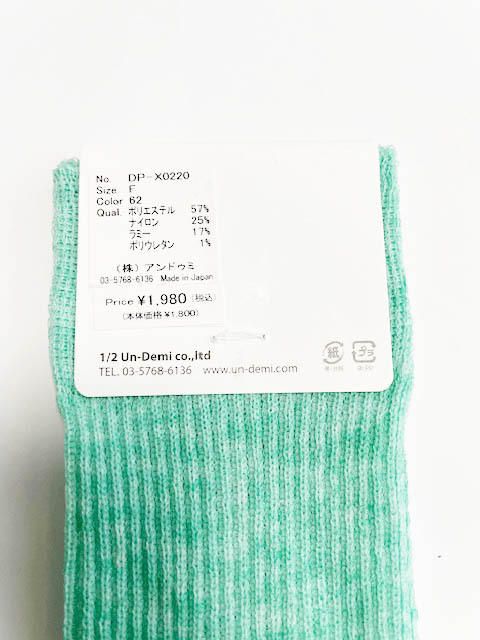 No. DP-X0220
Size. F
Color 62
Qual. ポリエステル 57%
ナイロン 25%
ラミー 17%
ポリウレタン 1%
(株) アンドゥミ
03-5768-6136 Made in Japan
Price ¥1,980 (税込)
(本体価格¥1,800)
1/2 Un-Demi co.,ltd
TEL. 03-5768-6136 www.un-demi.com
紙 プラ